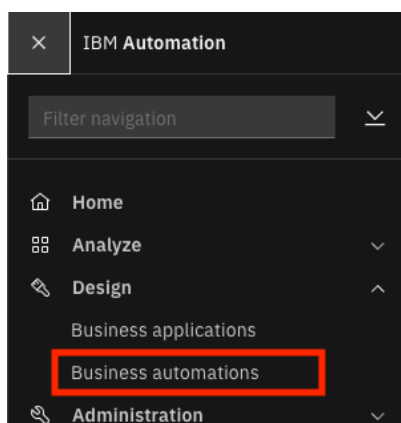 IBM Automation
Filter navigation
Home
Analyze
Design
Business applications
Business automations
Administration